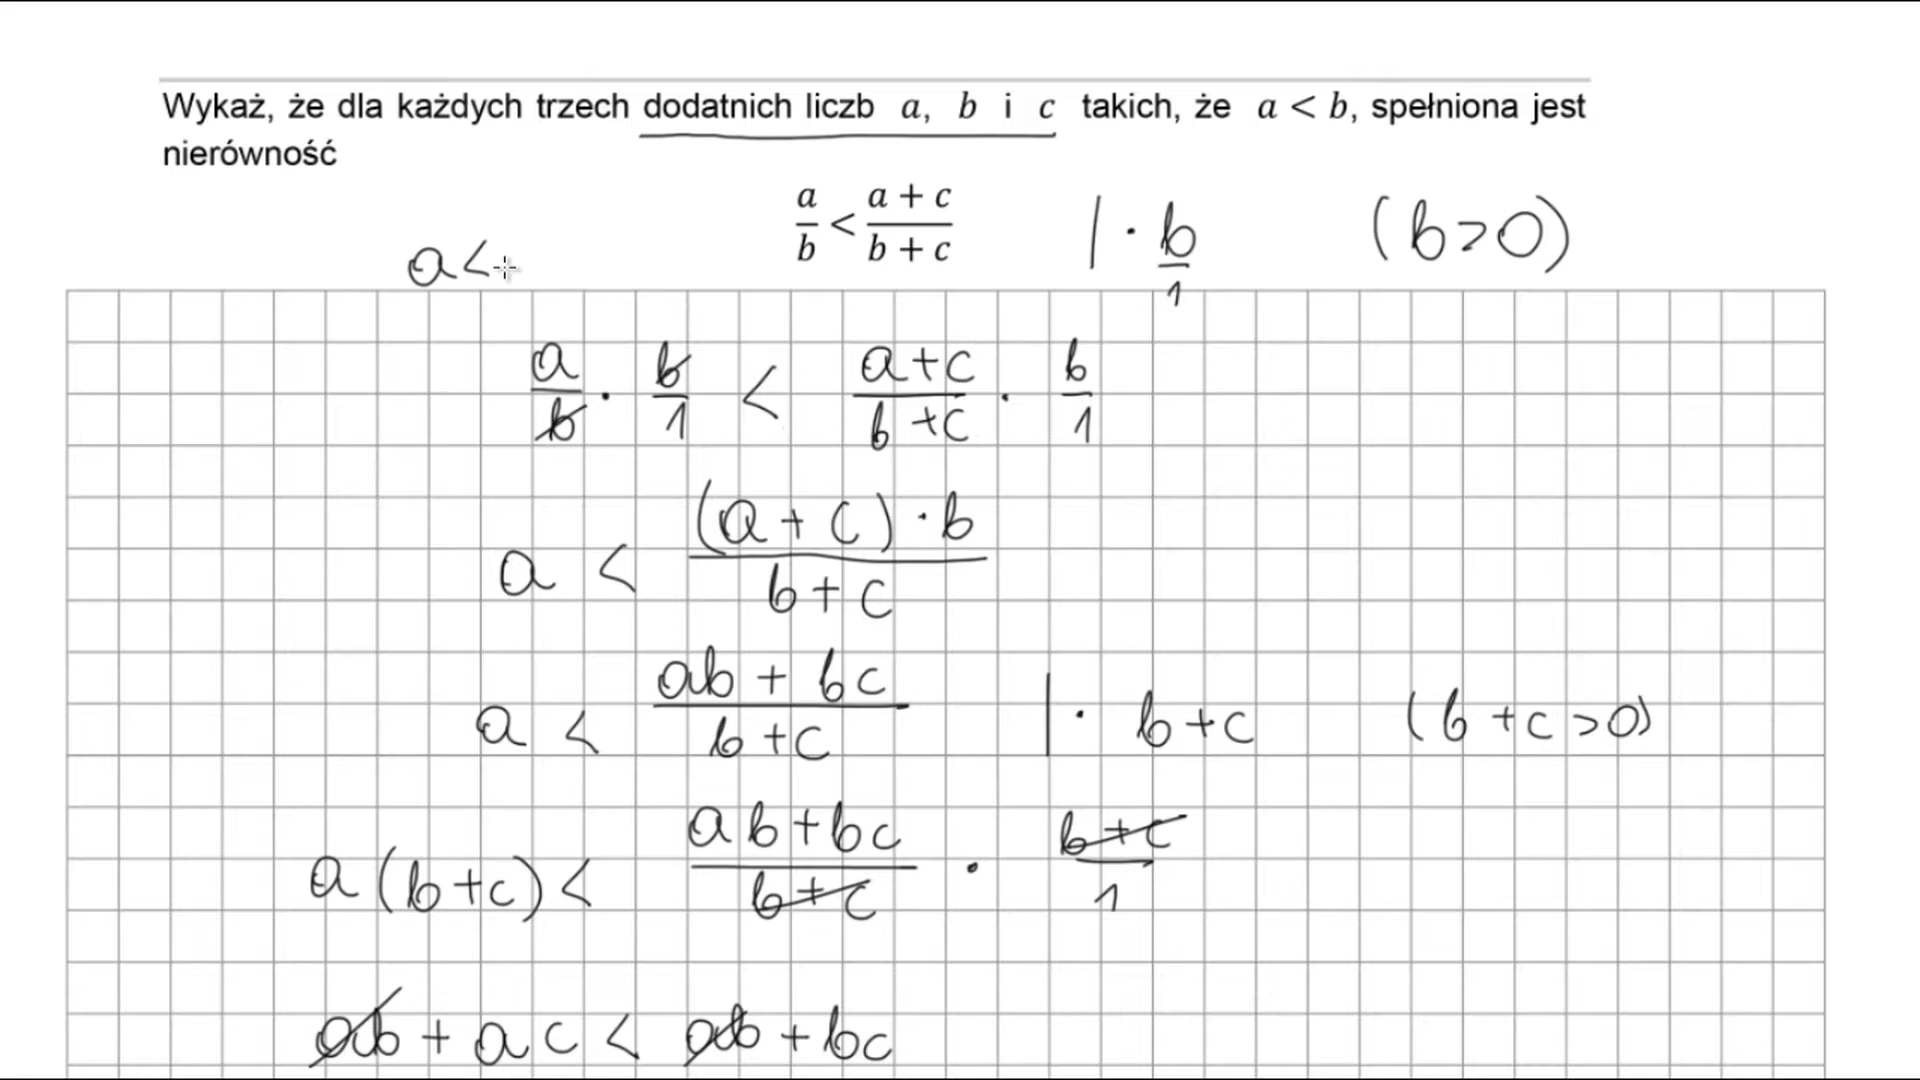 Wykaż, że dla każdych trzech dodatnich liczb a, b i c takich, że a < b, spełniona jest
nierówność
a/b < (a + c)/(b + c) | · b/1 (b > 0)
a <
a/b · b/1 < (a + c)/(b + c) · b/1
a < ((a + c) · b)/(b + c)
a < (ab + bc)/(b + c) | · b + c (b + c > 0)
a(b + c) < (ab + bc)/(b + c) · (b + c)/1
ab + ac < ab + bc